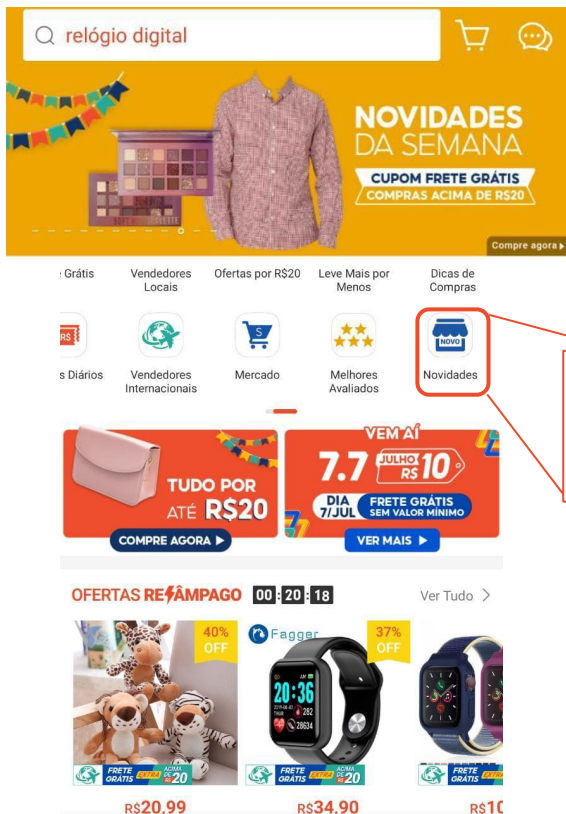 relógio digital
NOVIDADES
DA SEMANA
CUPOM FRETE GRÁTIS
COMPRAS ACIMA DE R$20
Compre agora
Grátis
Vendedores
Locais
Ofertas por R$20
Leve Mais por
Menos
Dicas de
Compras
R$
s Diários
Vendedores
Internacionais
S
Mercado
Melhores
Avaliados
NOVO
Novidades
TUDO POR
ATÉ R$20
COMPRE AGORA
VEM AÍ
7.7 JULHO R$10
DIA 7/JUL
FRETE GRÁTIS
SEM VALOR MÍNIMO
VER MAIS
OFERTAS RELÂMPAGO 00:20:18 Ver Tudo
40%
OFF
FRETE GRÁTIS EXTRA ACIMA DE R$20
R$20,99
Fagger
37%
OFF
20:36
282
28634
FRETE GRÁTIS EXTRA ACIMA DE R$20
R$34,90
FRETE GRÁTIS EXTRA
R$10